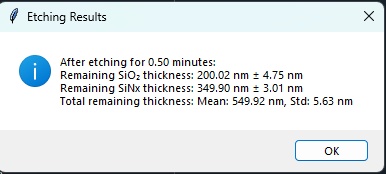 Etching Results
After etching for 0.50 minutes:
Remaining SiO₂ thickness: 200.02 nm ± 4.75 nm
Remaining SiNx thickness: 349.90 nm ± 3.01 nm
Total remaining thickness: Mean: 549.92 nm, Std: 5.63 nm
OK